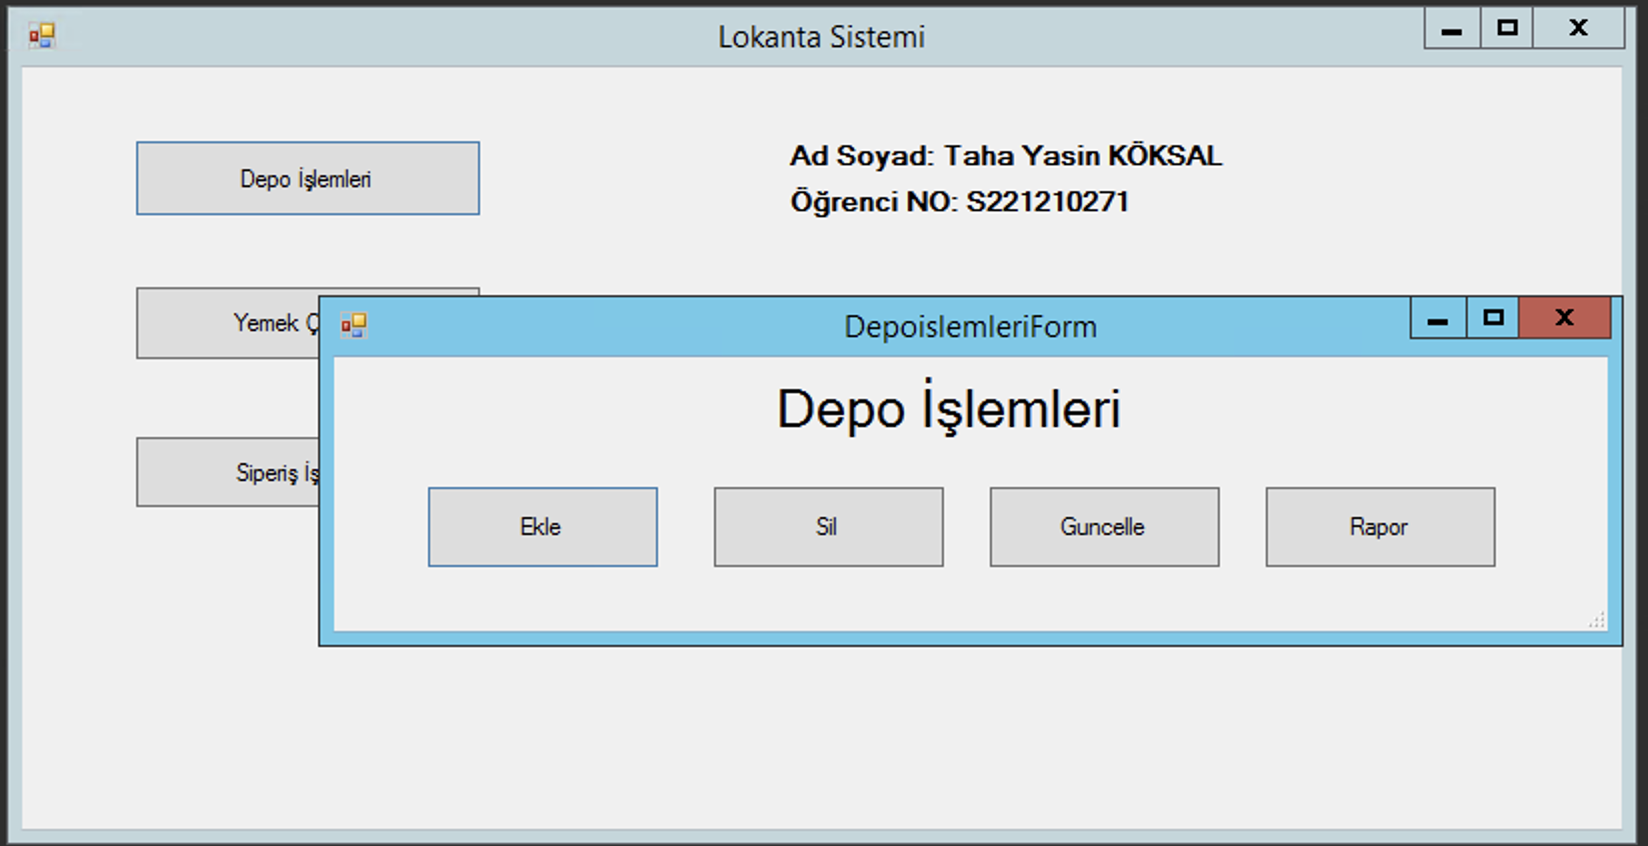 Lokanta Sistemi
Depo İşlemleri
Ad Soyad: Taha Yasin KÖKSAL
Öğrenci NO: S221210271
Yemek
Siperiş
DepoislemleriForm
Depo İşlemleri
Ekle
Sil
Guncelle
Rapor